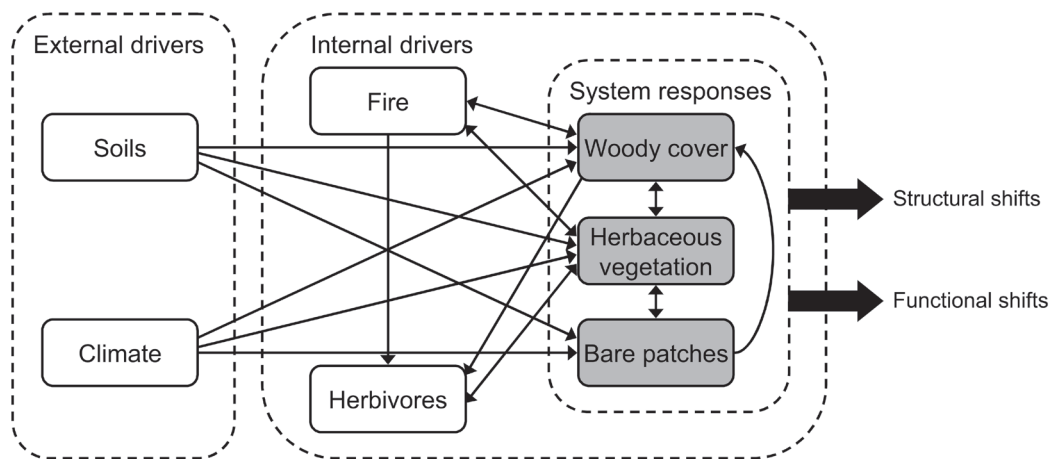 External drivers
Internal drivers
Fire
System responses
Soils
Woody cover
Structural shifts
Herbaceous
vegetation
Functional shifts
Climate
Bare patches
Herbivores